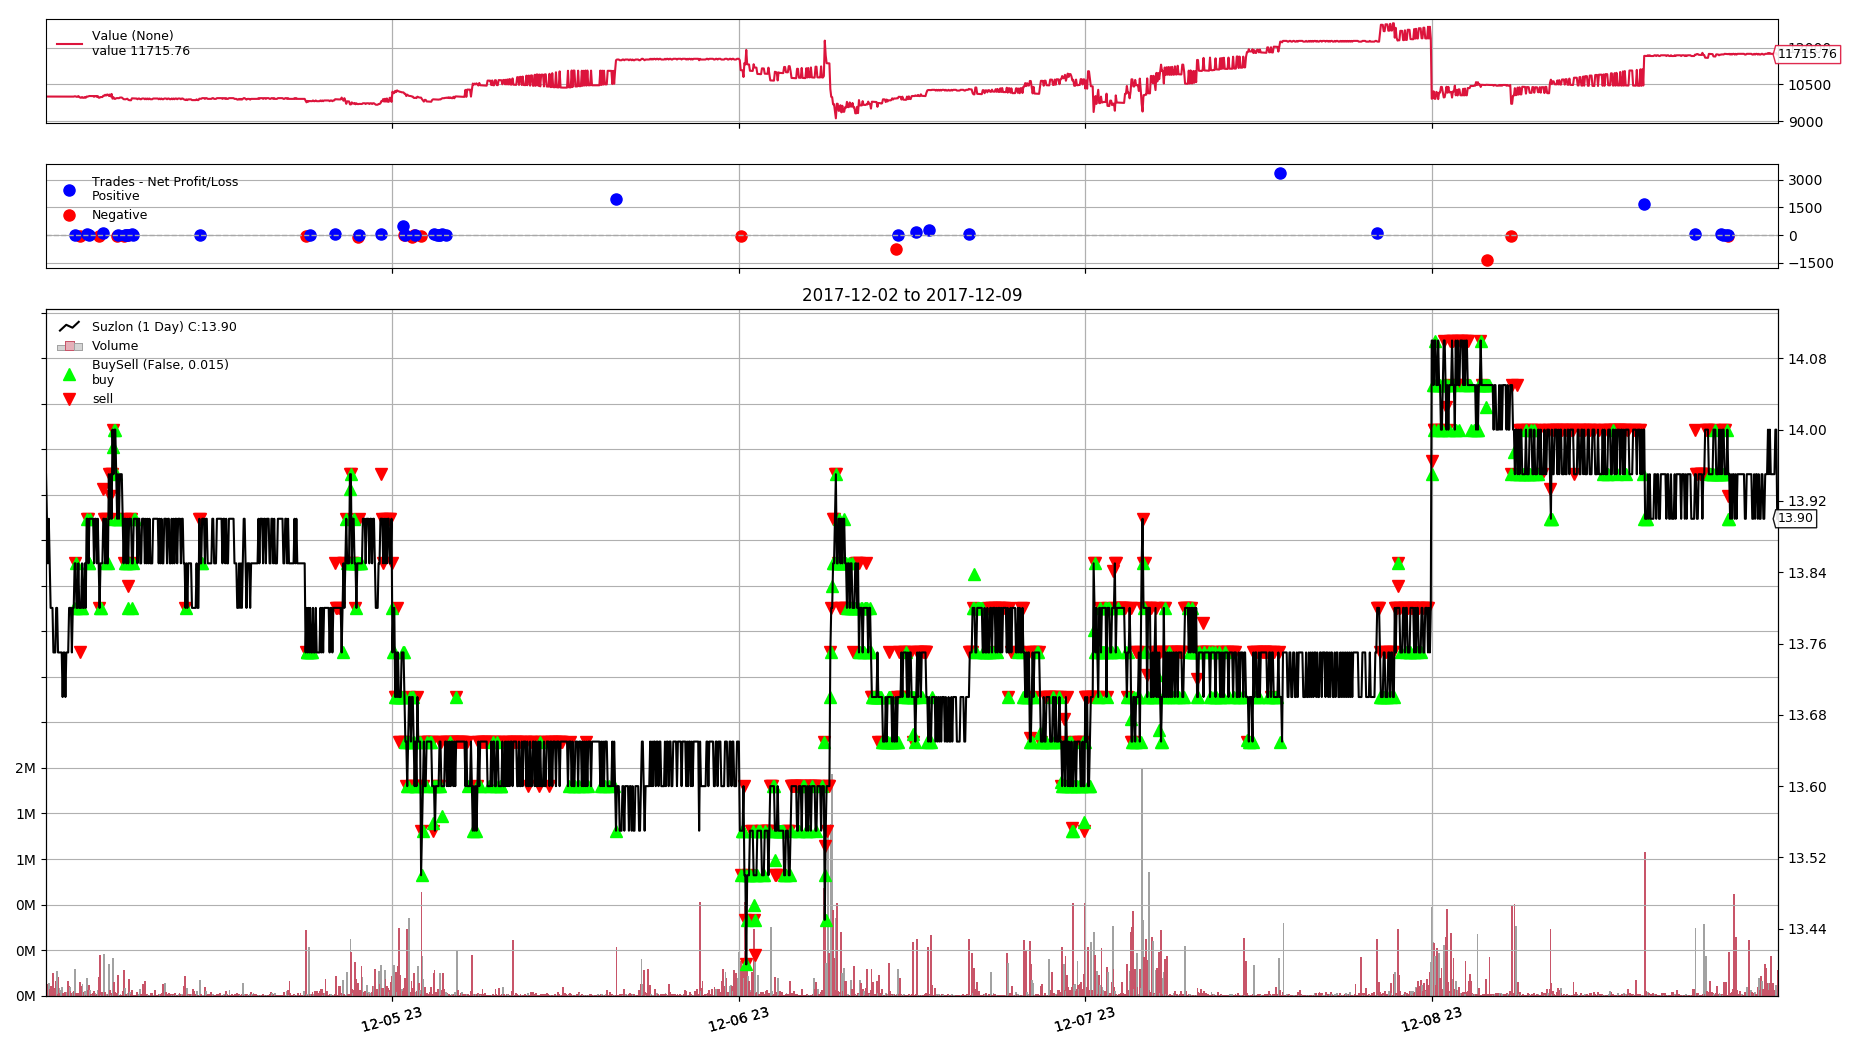 Value (None)
value 11715.76
12000
11715.76
10500
9000
Trades - Net Profit/Loss
Positive
Negative
3000
1500
0
−1500
2017-12-02 to 2017-12-09
Suzlon (1 Day) C:13.90
Volume
BuySell (False, 0.015)
buy
sell
14.08
14.00
13.92
13.90
13.84
13.76
13.68
13.60
13.52
13.44
2M
1M
1M
0M
0M
0M
12-05 23
12-06 23
12-07 23
12-08 23